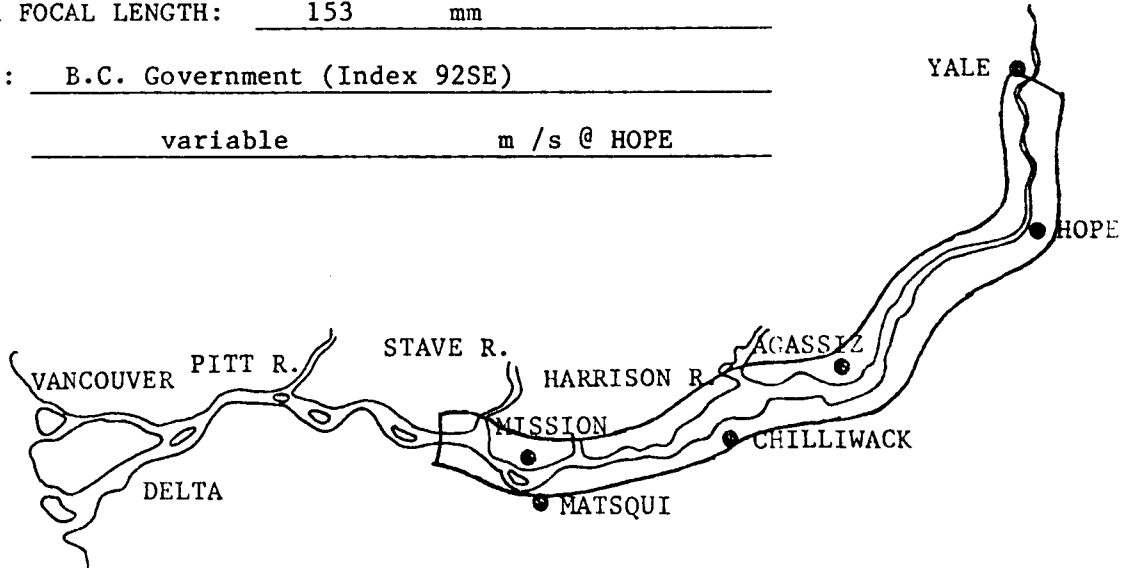 FOCAL LENGTH: 153 mm
: B.C. Government (Index 92SE)
variable m /s @ HOPE
YALE
HOPE
AGASSIZ
STAVE R.
PITT R.
HARRISON R.
VANCOUVER
MISSION
CHILLIWACK
DELTA
MATSQUI